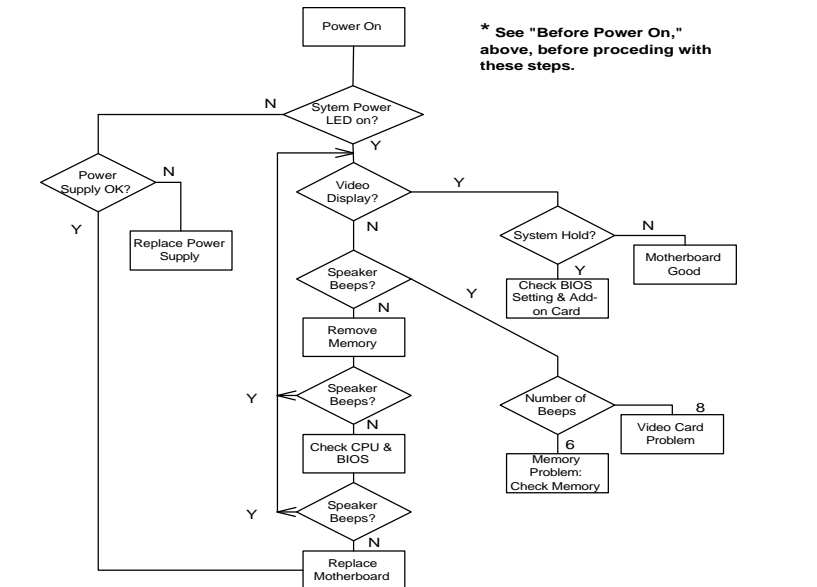 Power On
* See "Before Power On,"
above, before proceding with
these steps.
N
Sytem Power
LED on?
Y
Power
Supply OK?
N
Y
Replace Power
Supply
Video
Display?
Y
N
System Hold?
N
Y
Motherboard
Good
Check BIOS
Setting & Add-
on Card
Speaker
Beeps?
Y
N
Remove
Memory
Speaker
Beeps?
Y
N
Number of
Beeps
8
Video Card
Problem
6
Memory
Problem:
Check Memory
Check CPU &
BIOS
Speaker
Beeps?
Y
N
Replace
Motherboard